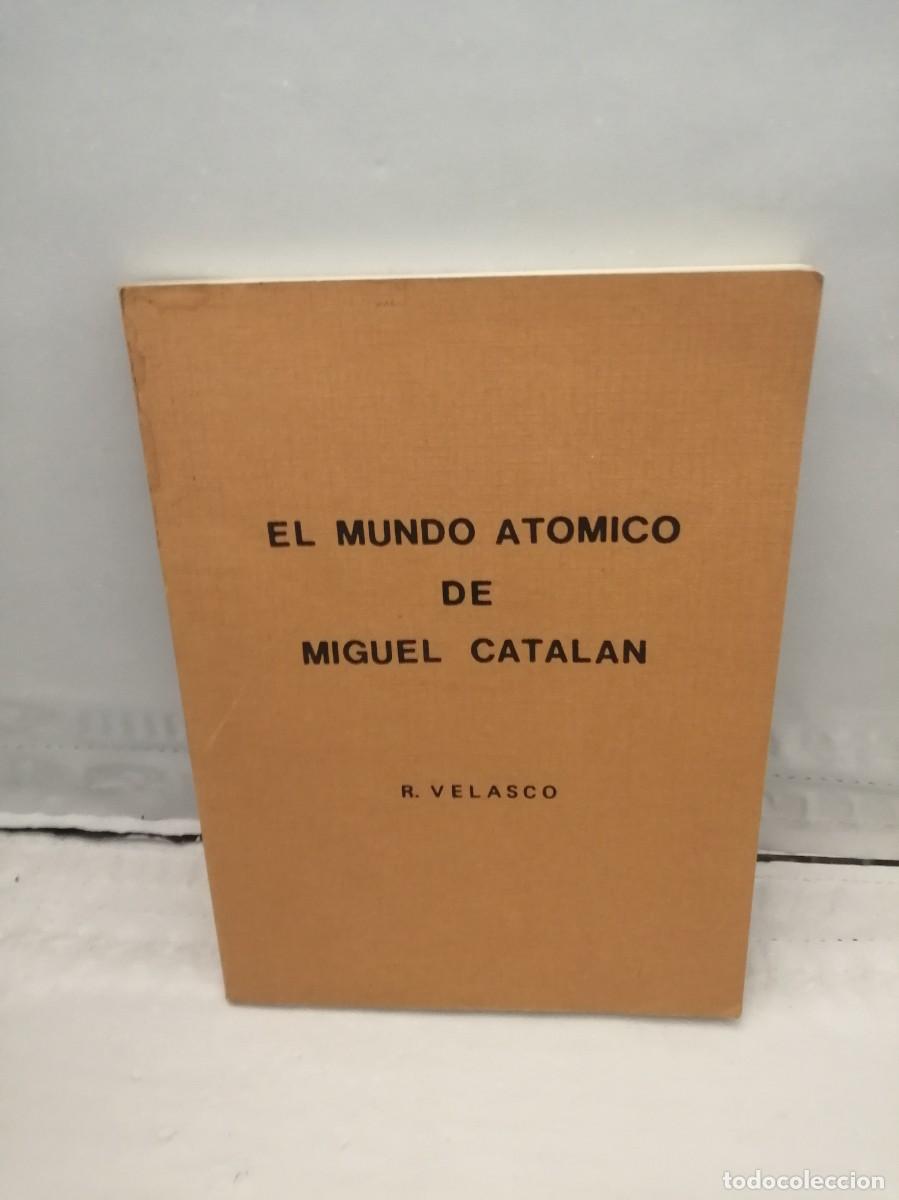 EL MUNDO ATOMICO
DE
MIGUEL CATALAN
R. VELASCO
todocoleccion